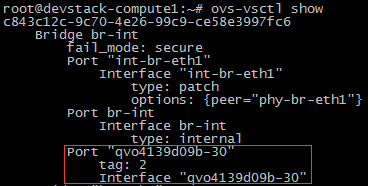 root@devstack-compute1:~# ovs-vsctl show
c843c12c-9c70-4e26-99c9-ce58e3997fc6
Bridge br-int
fail_mode: secure
Port "int-br-eth1"
Interface "int-br-eth1"
type: patch
options: {peer="phy-br-eth1"}
Port br-int
Interface br-int
type: internal
Port "qvo4139d09b-30"
tag: 2
Interface "qvo4139d09b-30"